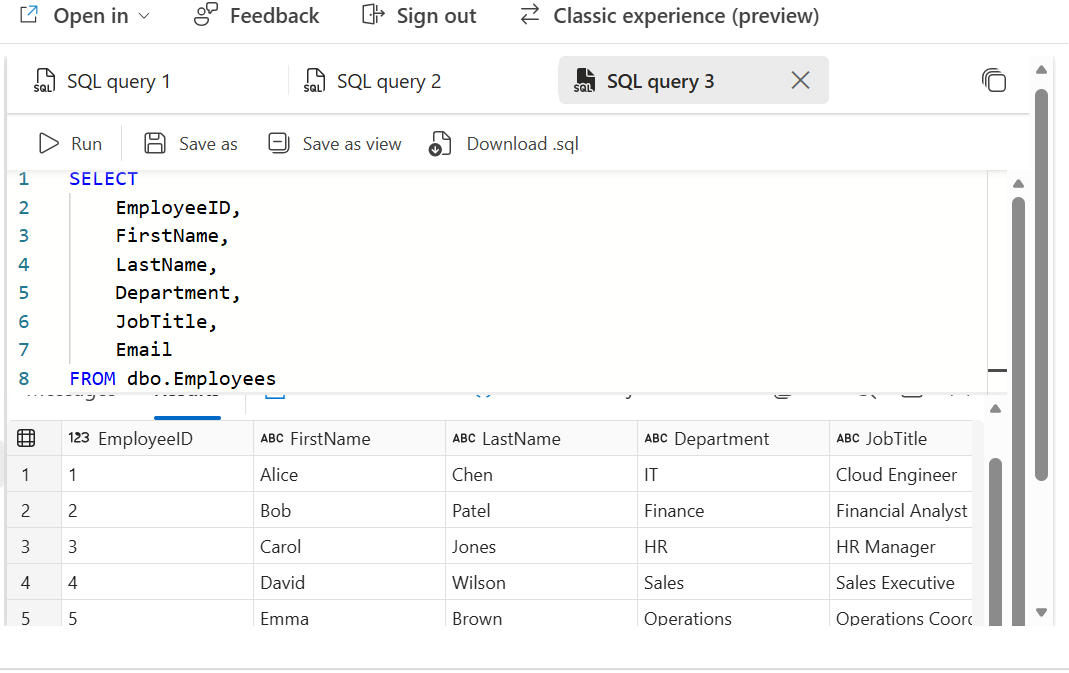 Open in Feedback Sign out Classic experience (preview)
SQL query 1 SQL query 2 SQL query 3
Run Save as Save as view Download .sql
1 SELECT
2 EmployeeID,
3 FirstName,
4 LastName,
5 Department,
6 JobTitle,
7 Email
8 FROM dbo.Employees
Messages Results
123 EmployeeID ABC FirstName ABC LastName ABC Department ABC JobTitle
1 1 Alice Chen IT Cloud Engineer
2 2 Bob Patel Finance Financial Analyst
3 3 Carol Jones HR HR Manager
4 4 David Wilson Sales Sales Executive
5 5 Emma Brown Operations Operations Coord